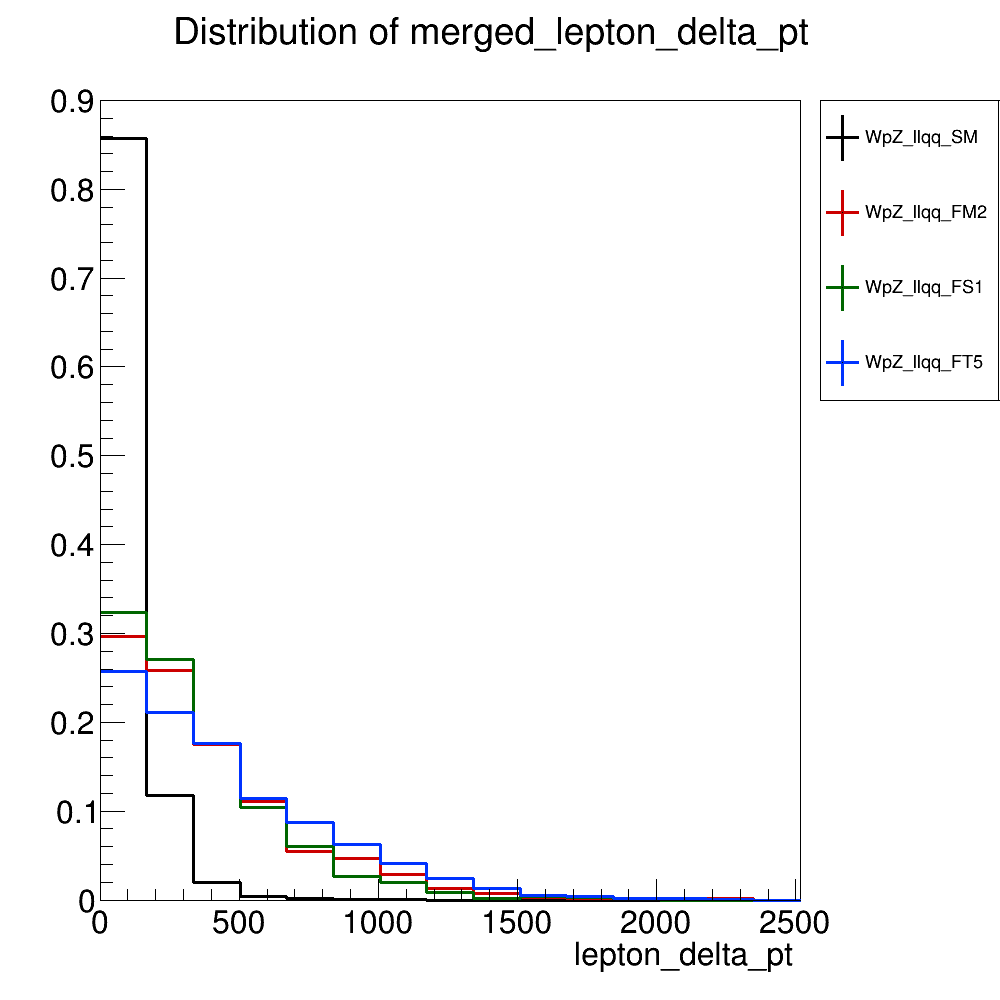 Distribution of merged_lepton_delta_pt
0.9
0.8
0.7
0.6
0.5
0.4
0.3
0.2
0.1
0
0 500 1000 1500 2000 2500
lepton_delta_pt
WpZ_llqq_SM
WpZ_llqq_FM2
WpZ_llqq_FS1
WpZ_llqq_FT5